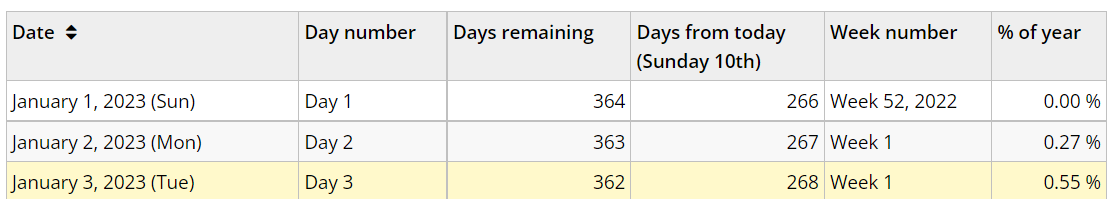 Date Day number Days remaining Days from today (Sunday 10th) Week number % of year
January 1, 2023 (Sun) Day 1 364 266 Week 52, 2022 0.00 %
January 2, 2023 (Mon) Day 2 363 267 Week 1 0.27 %
January 3, 2023 (Tue) Day 3 362 268 Week 1 0.55 %